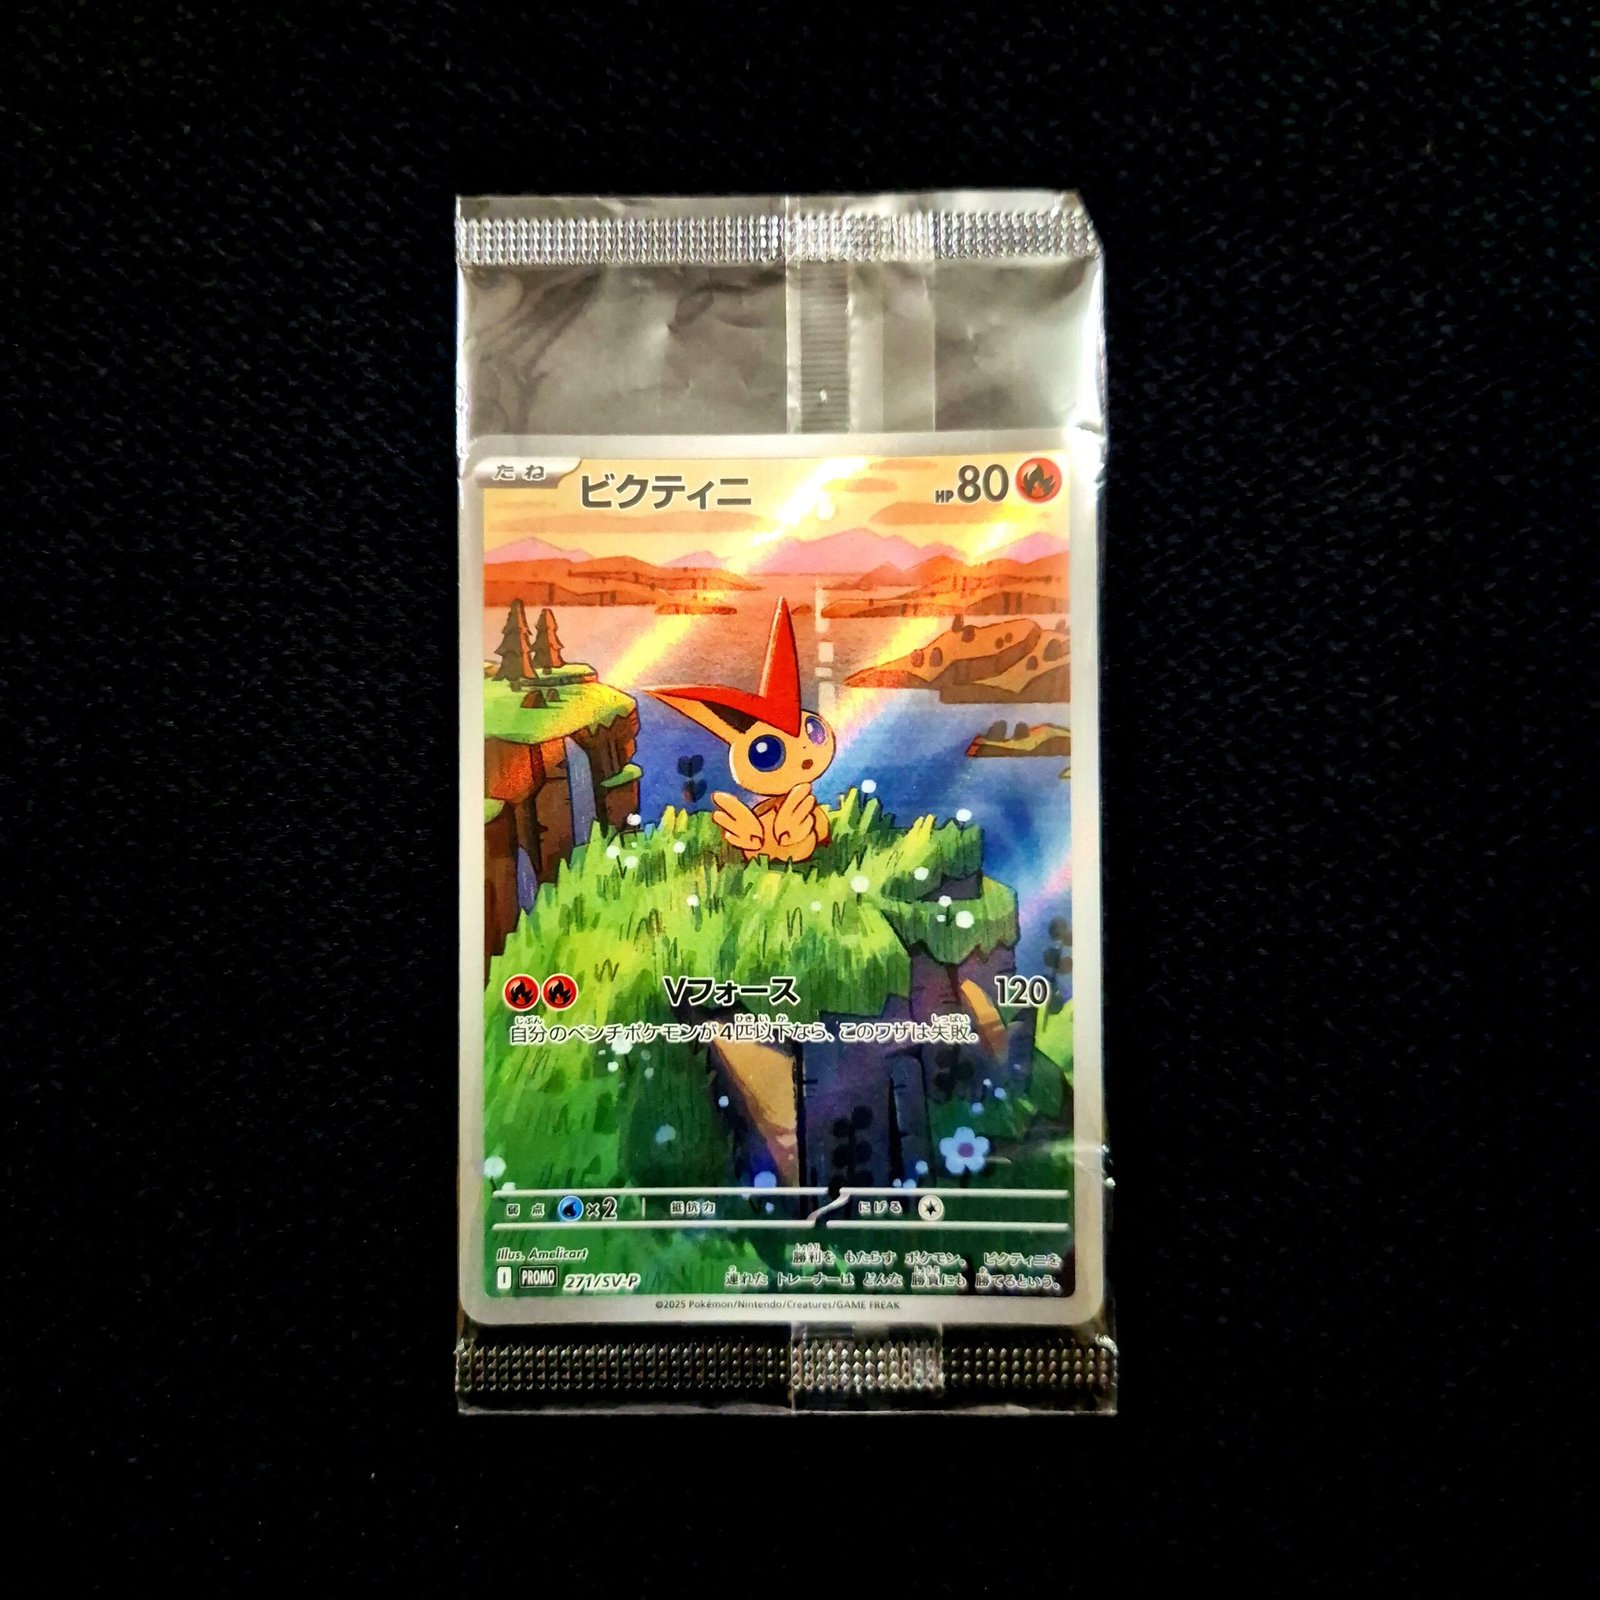 たね ビクティニ HP80
Vフォース 120
自分のベンチポケモンが4匹以下なら、このワザは失敗。
弱点 ×2 抵抗力 にげる
Illus. Amelicart
勝利を もたらす ポケモン。 ビクティニを
連れた トレーナーは どんな 勝負にも 勝てるという。
I PROMO 271/SV-P
©2025 Pokémon/Nintendo/Creatures/GAME FREAK